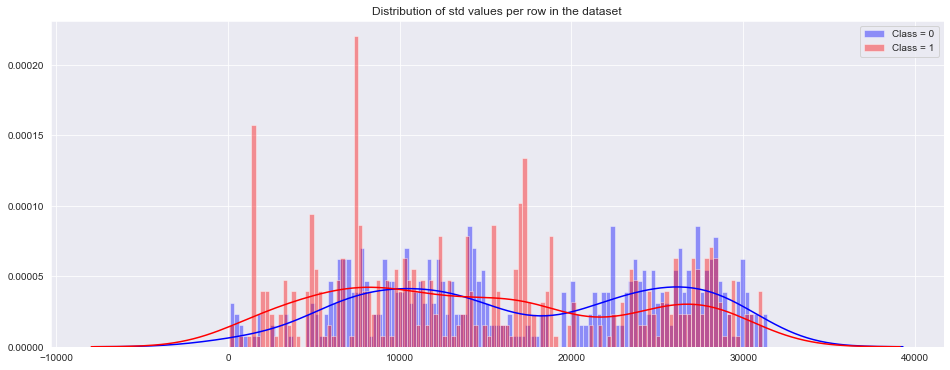 Distribution of std values per row in the dataset
Class = 0
Class = 1
0.00020
0.00015
0.00010
0.00005
0.00000
−10000 0 10000 20000 30000 40000